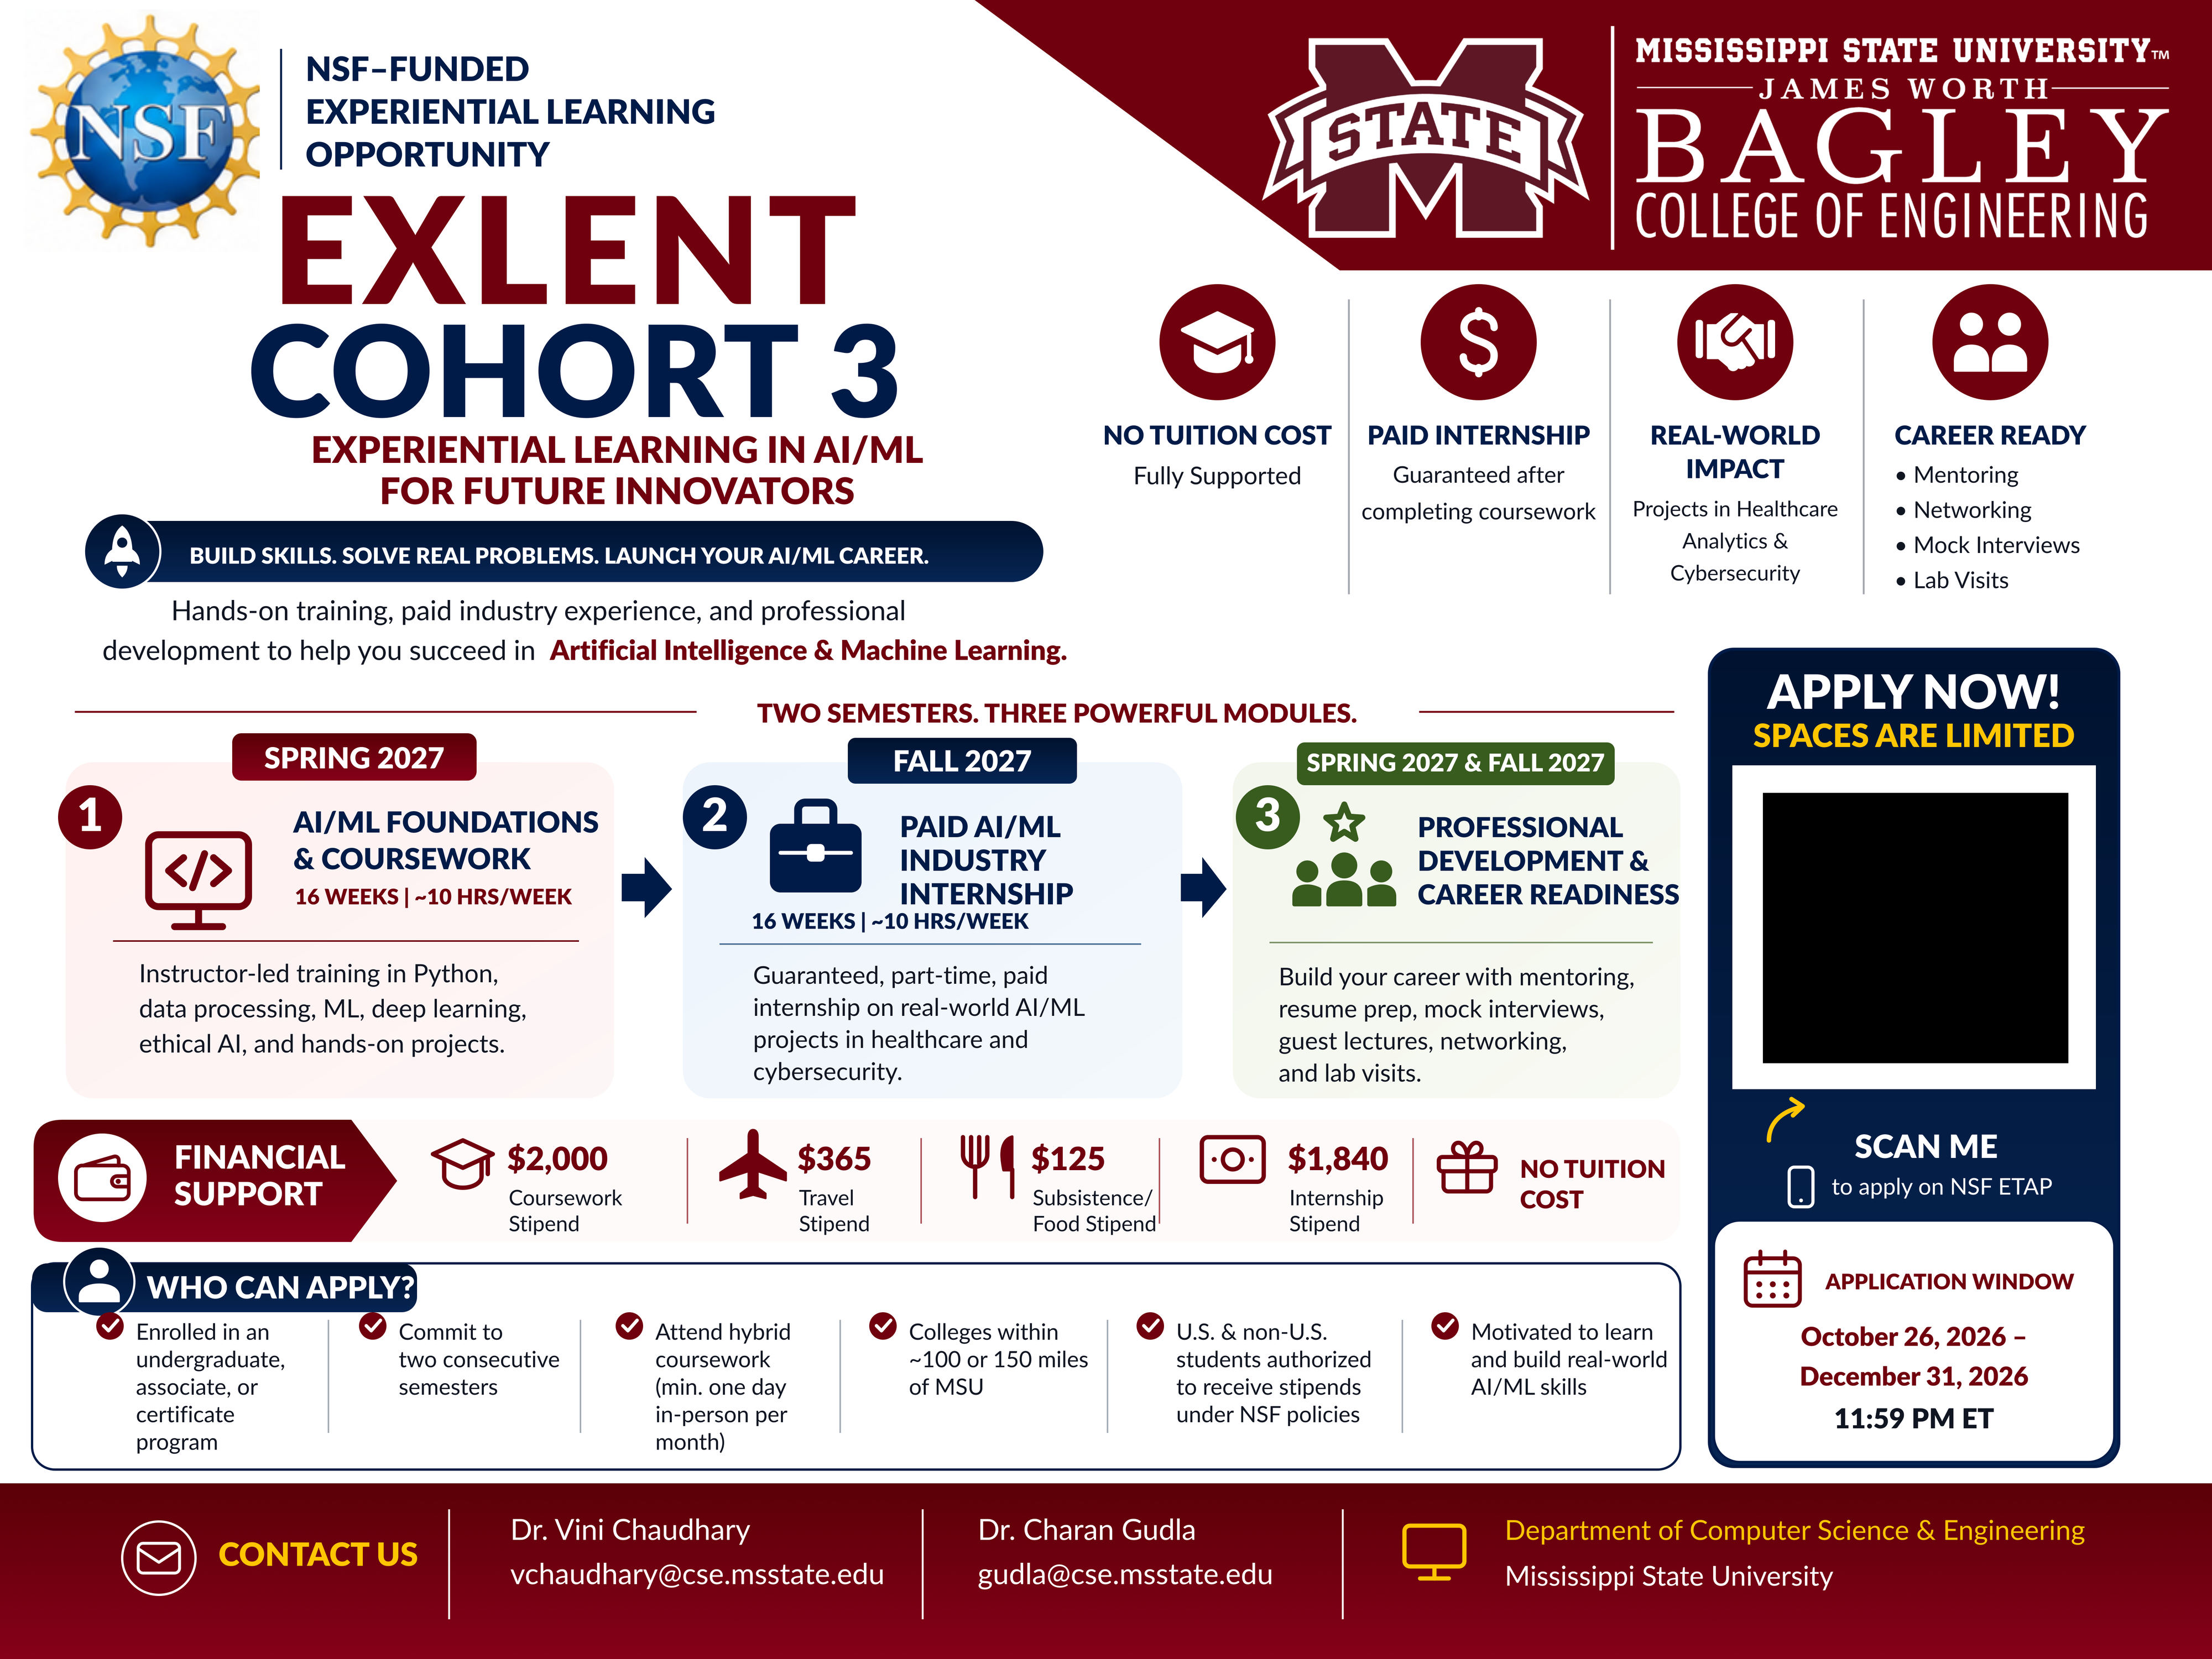 NSF
NSF–FUNDED
EXPERIENTIAL LEARNING
OPPORTUNITY
STATE
MISSISSIPPI STATE UNIVERSITY™
JAMES WORTH
BAGLEY
COLLEGE OF ENGINEERING
EXLENT
COHORT 3
EXPERIENTIAL LEARNING IN AI/ML
FOR FUTURE INNOVATORS
BUILD SKILLS. SOLVE REAL PROBLEMS. LAUNCH YOUR AI/ML CAREER.
Hands-on training, paid industry experience, and professional
development to help you succeed in Artificial Intelligence & Machine Learning.
NO TUITION COST
Fully Supported
PAID INTERNSHIP
Guaranteed after
completing coursework
REAL-WORLD
IMPACT
Projects in Healthcare
Analytics &
Cybersecurity
CAREER READY
• Mentoring
• Networking
• Mock Interviews
• Lab Visits
TWO SEMESTERS. THREE POWERFUL MODULES.
SPRING 2027
1
AI/ML FOUNDATIONS
& COURSEWORK
16 WEEKS | ~10 HRS/WEEK
Instructor-led training in Python,
data processing, ML, deep learning,
ethical AI, and hands-on projects.
FALL 2027
2
PAID AI/ML
INDUSTRY
INTERNSHIP
16 WEEKS | ~10 HRS/WEEK
Guaranteed, part-time, paid
internship on real-world AI/ML
projects in healthcare and
cybersecurity.
SPRING 2027 & FALL 2027
3
PROFESSIONAL
DEVELOPMENT &
CAREER READINESS
Build your career with mentoring,
resume prep, mock interviews,
guest lectures, networking,
and lab visits.
APPLY NOW!
SPACES ARE LIMITED
SCAN ME
to apply on NSF ETAP
APPLICATION WINDOW
October 26, 2026 –
December 31, 2026
11:59 PM ET
FINANCIAL
SUPPORT
$2,000
Coursework
Stipend
$365
Travel
Stipend
$125
Subsistence/
Food Stipend
$1,840
Internship
Stipend
NO TUITION
COST
WHO CAN APPLY?
Enrolled in an
undergraduate,
associate, or
certificate
program
Commit to
two consecutive
semesters
Attend hybrid
coursework
(min. one day
in-person per
month)
Colleges within
~100 or 150 miles
of MSU
U.S. & non-U.S.
students authorized
to receive stipends
under NSF policies
Motivated to learn
and build real-world
AI/ML skills
CONTACT US
Dr. Vini Chaudhary
vchaudhary@cse.msstate.edu
Dr. Charan Gudla
gudla@cse.msstate.edu
Department of Computer Science & Engineering
Mississippi State University